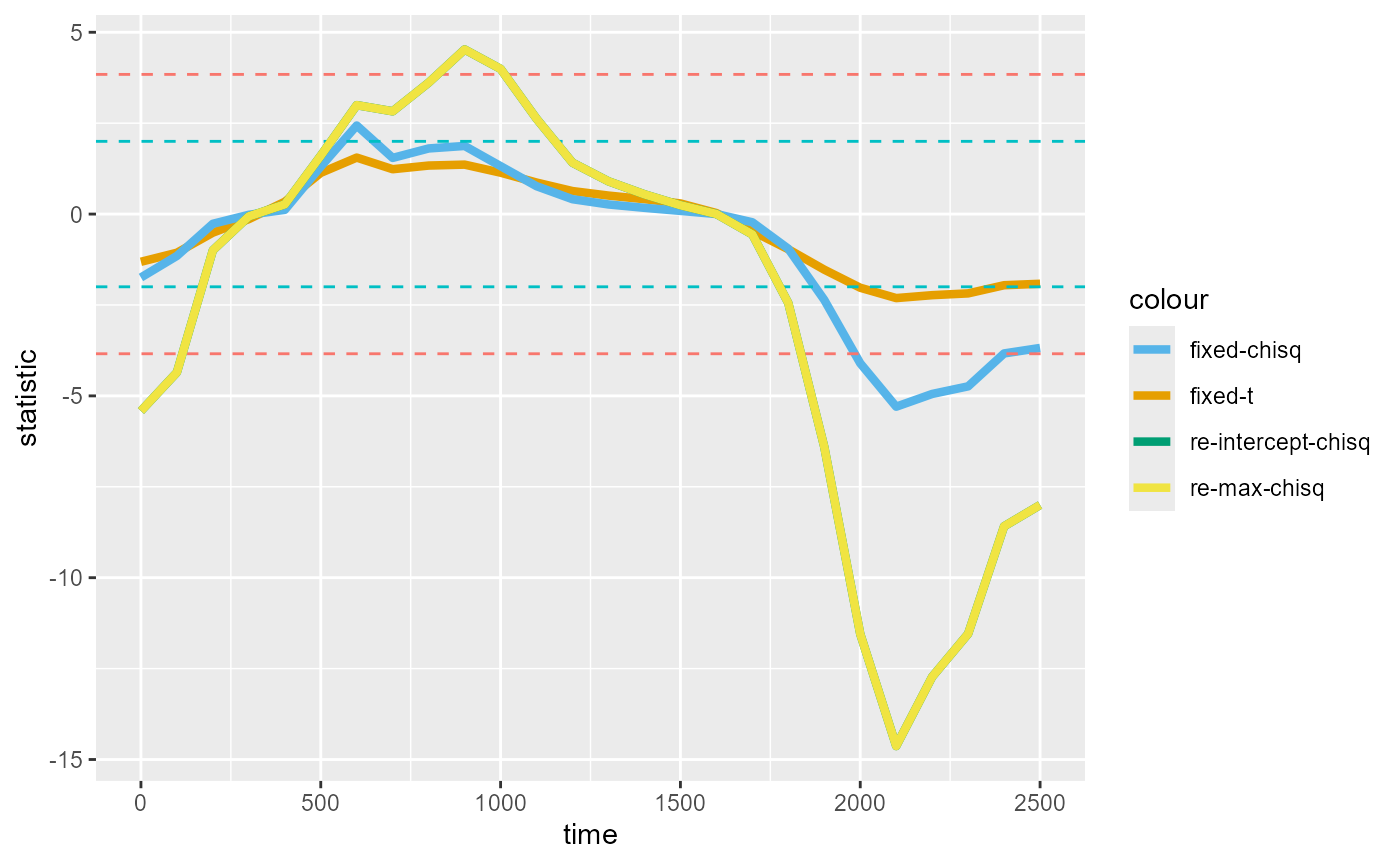 5
0
-5
-10
-15
statistic
0 500 1000 1500 2000 2500
time
colour
fixed-chisq
fixed-t
re-intercept-chisq
re-max-chisq